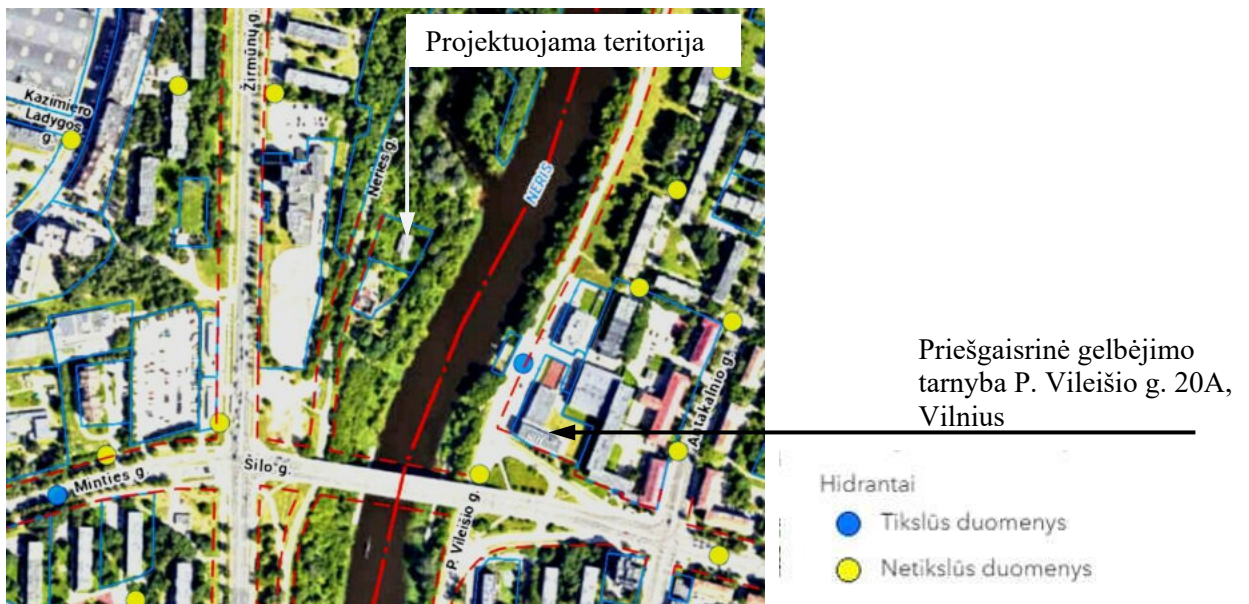 Projektuojama teritorija
Žirmūnų g.
Kazimiero
Ladygos
g.
Neries g.
NERIS
Antakalnio g.
Priešgaisrinė gelbėjimo
tarnyba P. Vileišio g. 20A,
Vilnius
Šilo g.
Minties g.
P. Vileišio g.
Hidrantai
Tikslūs duomenys
Netikslūs duomenys